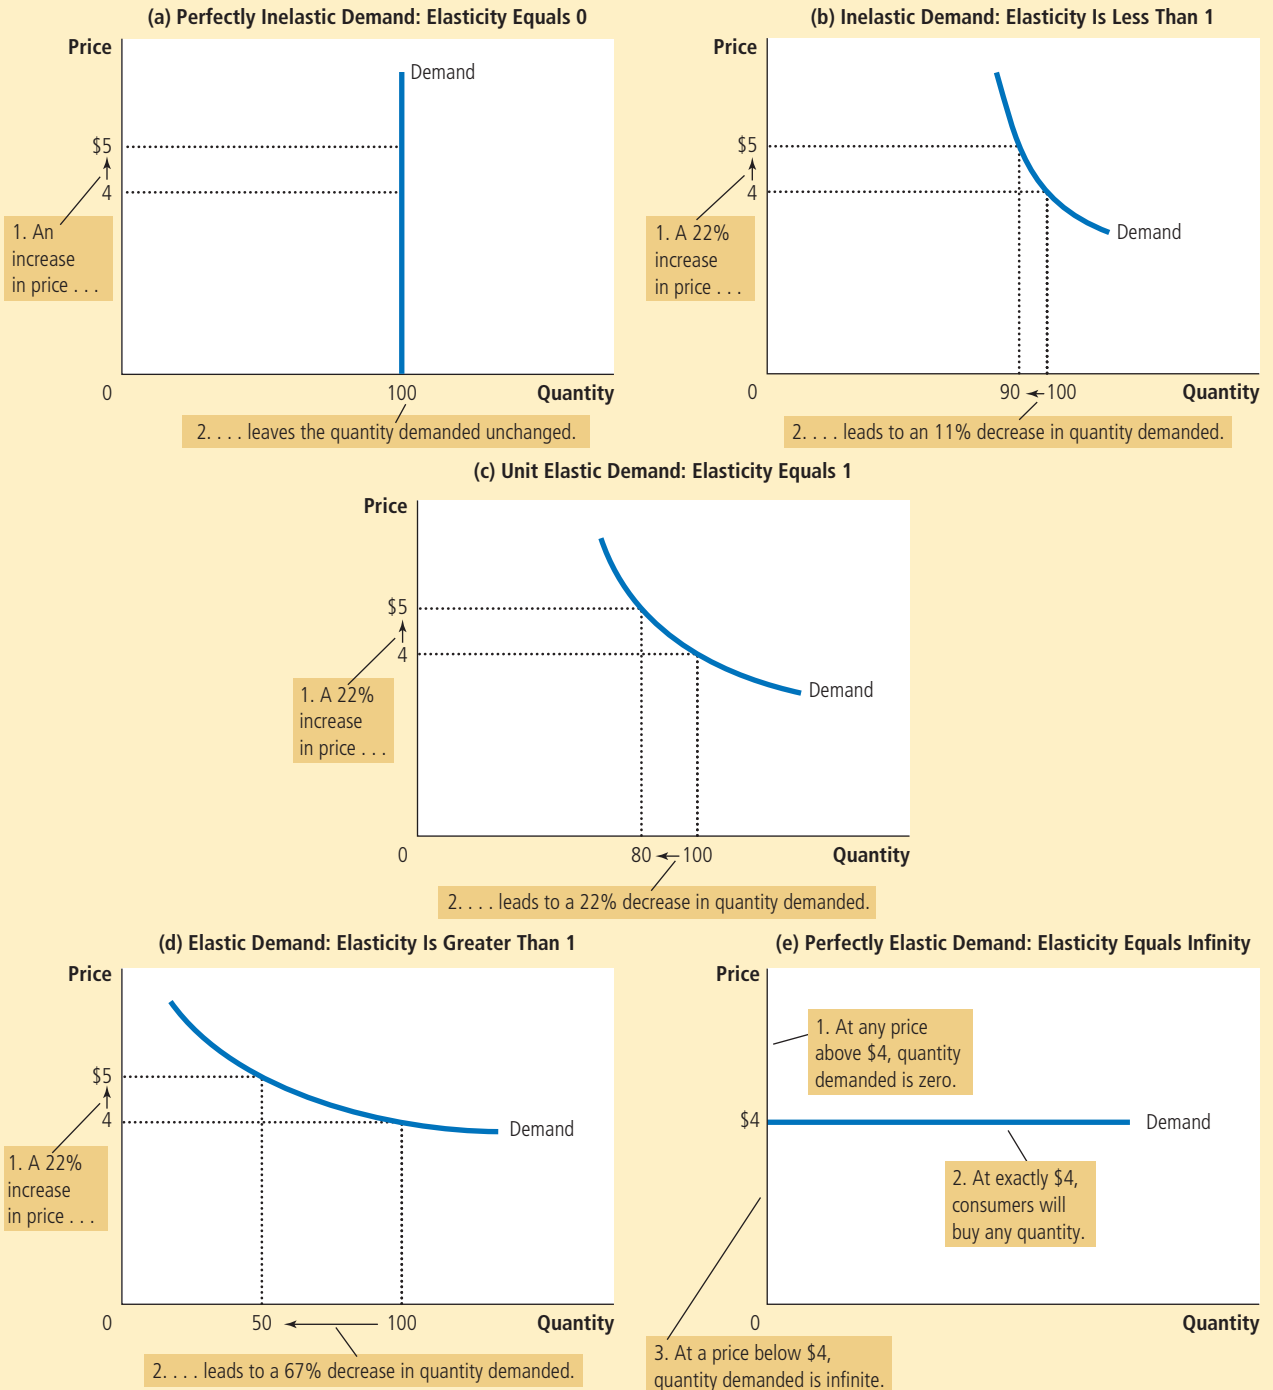 (a) Perfectly Inelastic Demand: Elasticity Equals 0
Price
Demand
$5
4
1. An
increase
in price . . .
0
100
Quantity
2. . . . leaves the quantity demanded unchanged.
(b) Inelastic Demand: Elasticity Is Less Than 1
Price
$5
4
Demand
1. A 22%
increase
in price . . .
0
90
100
Quantity
2. . . . leads to an 11% decrease in quantity demanded.
(c) Unit Elastic Demand: Elasticity Equals 1
Price
$5
4
Demand
1. A 22%
increase
in price . . .
0
80
100
Quantity
2. . . . leads to a 22% decrease in quantity demanded.
(d) Elastic Demand: Elasticity Is Greater Than 1
Price
$5
4
Demand
1. A 22%
increase
in price . . .
0
50
100
Quantity
2. . . . leads to a 67% decrease in quantity demanded.
(e) Perfectly Elastic Demand: Elasticity Equals Infinity
Price
1. At any price
above $4, quantity
demanded is zero.
$4
Demand
2. At exactly $4,
consumers will
buy any quantity.
0
Quantity
3. At a price below $4,
quantity demanded is infinite.